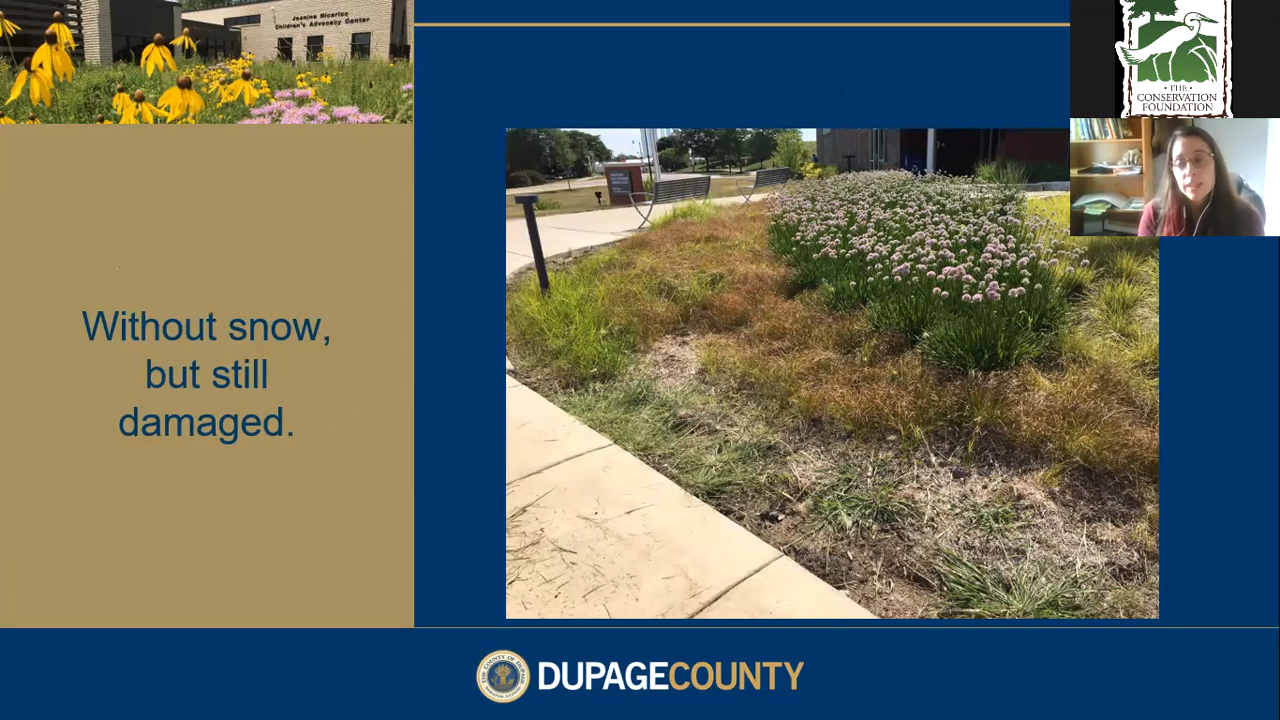 Jeanine Nicarico
Children's Advocacy Center
· THE ·
CONSERVATION
FOUNDATION
Without snow,
but still
damaged.
DUPAGECOUNTY